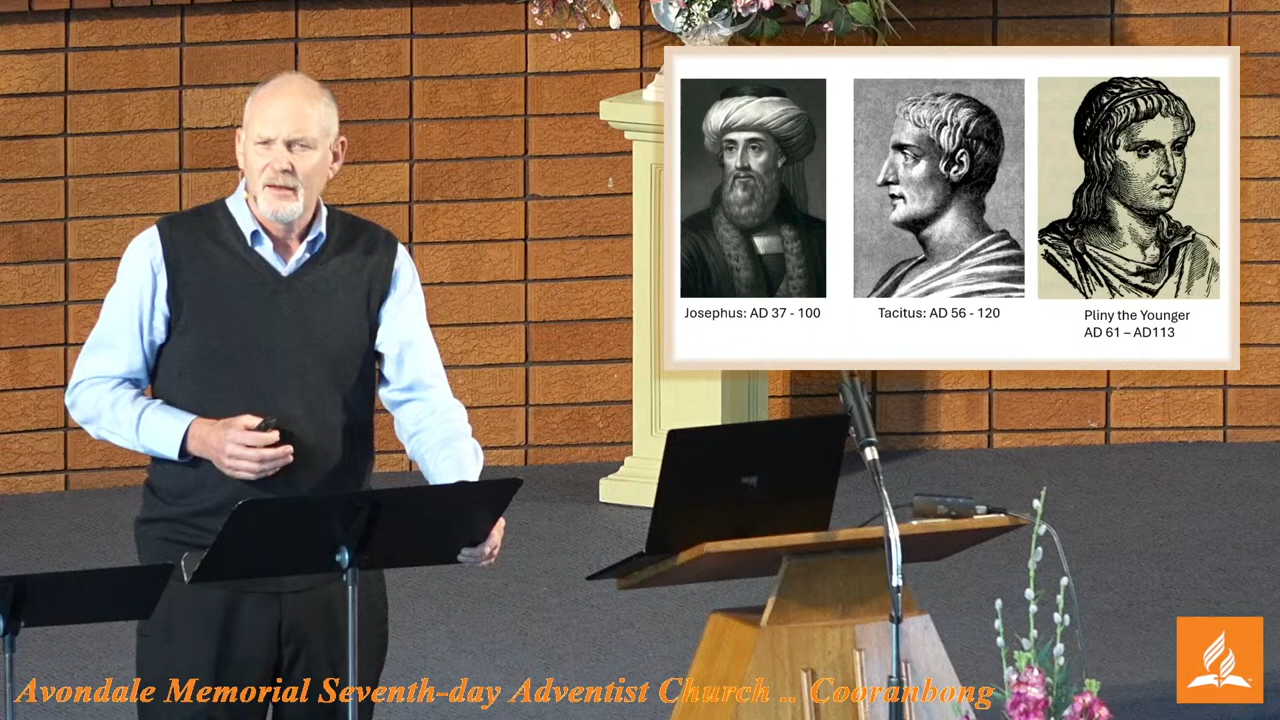 Josephus: AD 37 - 100
Tacitus: AD 56 - 120
Pliny the Younger
AD 61 – AD113
Avondale Memorial Seventh-day Adventist Church .. Cooranbong